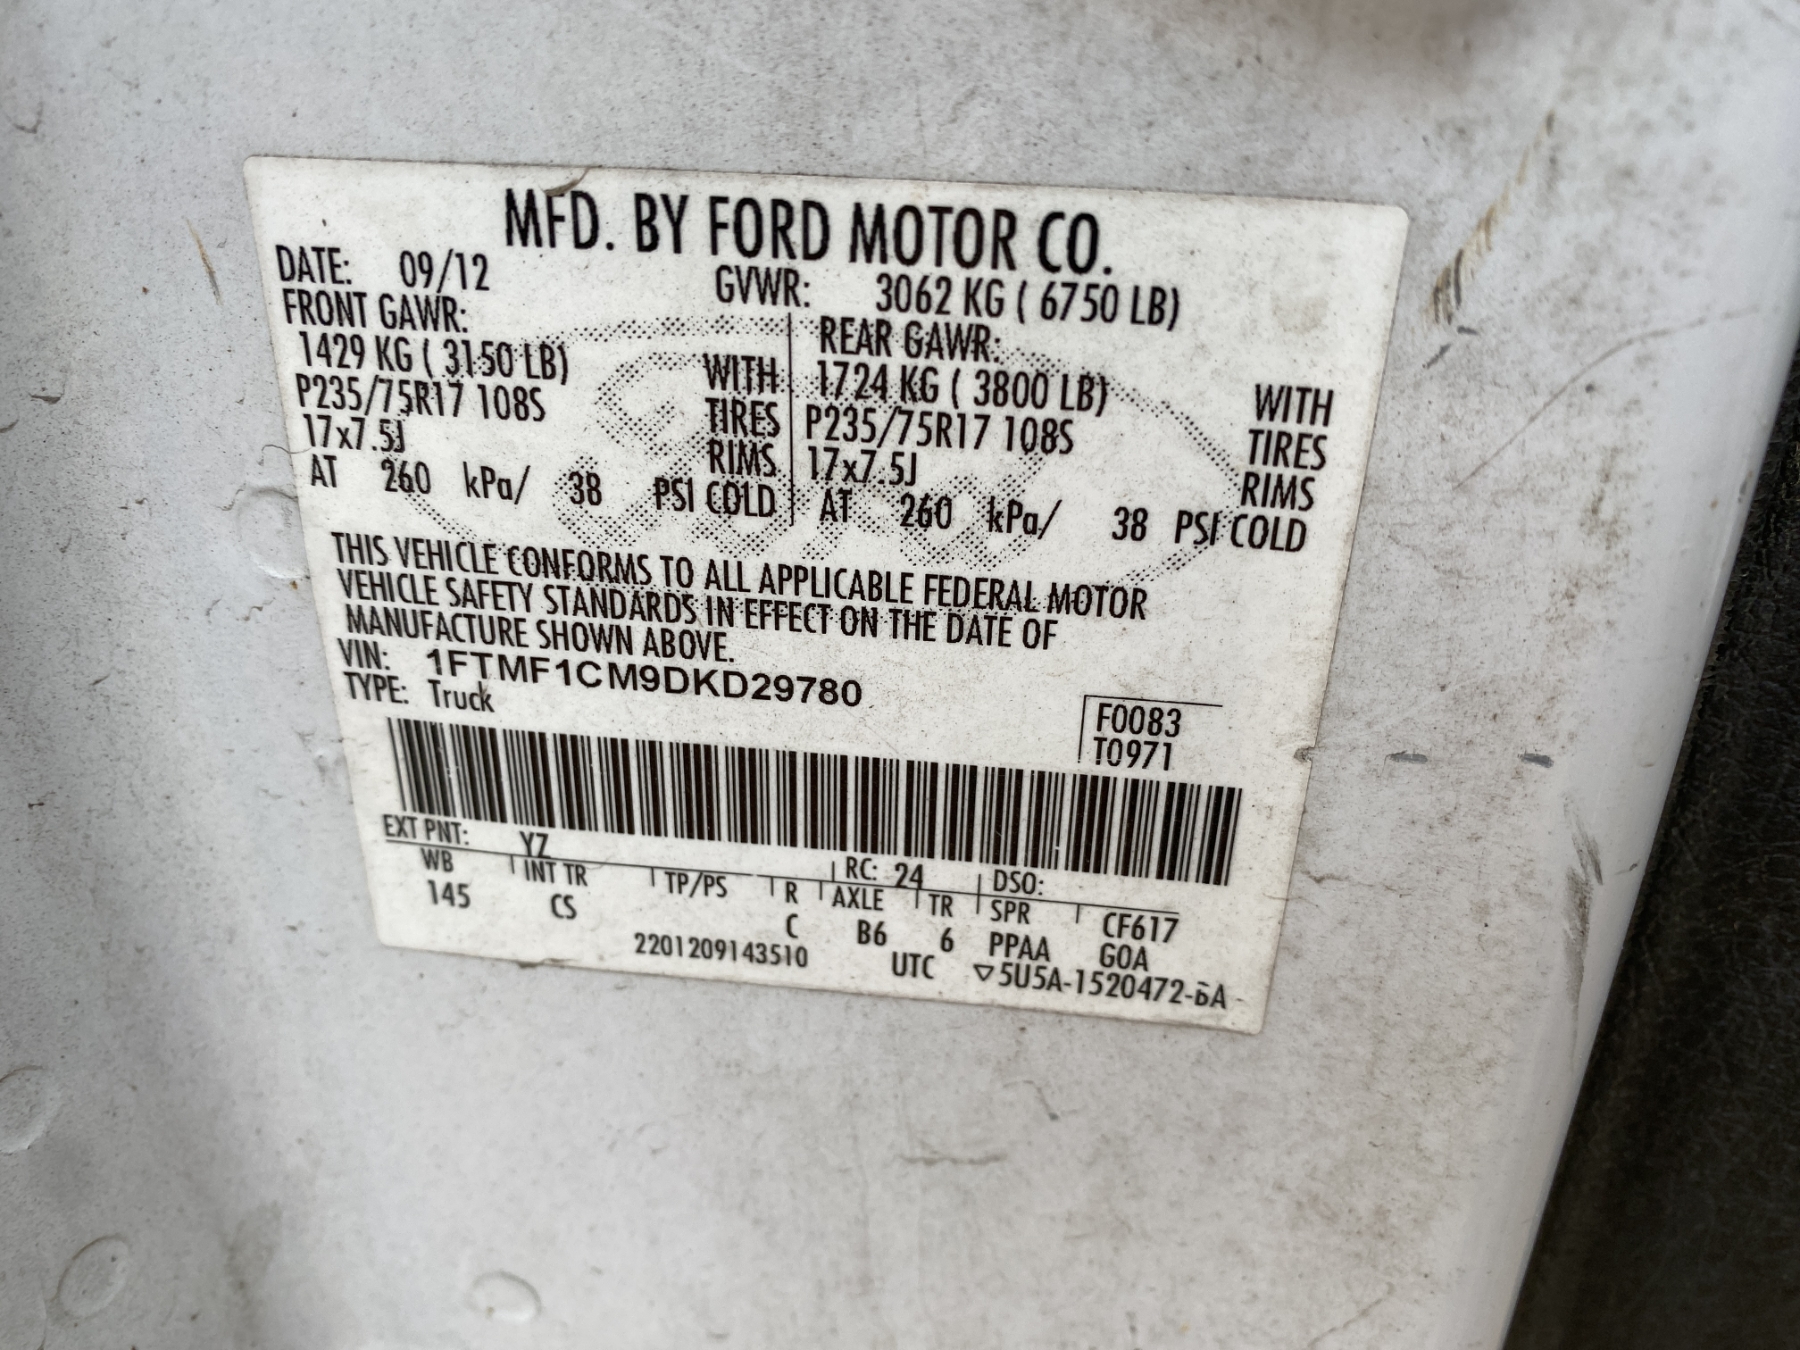 MFD. BY FORD MOTOR CO.
DATE: 09/12 GVWR: 3062 KG ( 6750 LB)
FRONT GAWR: REAR GAWR:
1429 KG ( 3150 LB) WITH 1724 KG ( 3800 LB) WITH
P235/75R17 108S TIRES P235/75R17 108S TIRES
17x7.5J RIMS 17x7.5J RIMS
AT 260 kPa/ 38 PSI COLD AT 260 kPa/ 38 PSI COLD
THIS VEHICLE CONFORMS TO ALL APPLICABLE FEDERAL MOTOR
VEHICLE SAFETY STANDARDS IN EFFECT ON THE DATE OF
MANUFACTURE SHOWN ABOVE.
VIN: 1FTMF1CM9DKD29780
TYPE: Truck
F0083
T0971
EXT PNT: YZ RC: 24 DSO:
WB INT TR TP/PS R AXLE TR SPR CF617
145 CS C B6 6 PPAA GOA
2201209143510 UTC ▽5U5A-1520472-